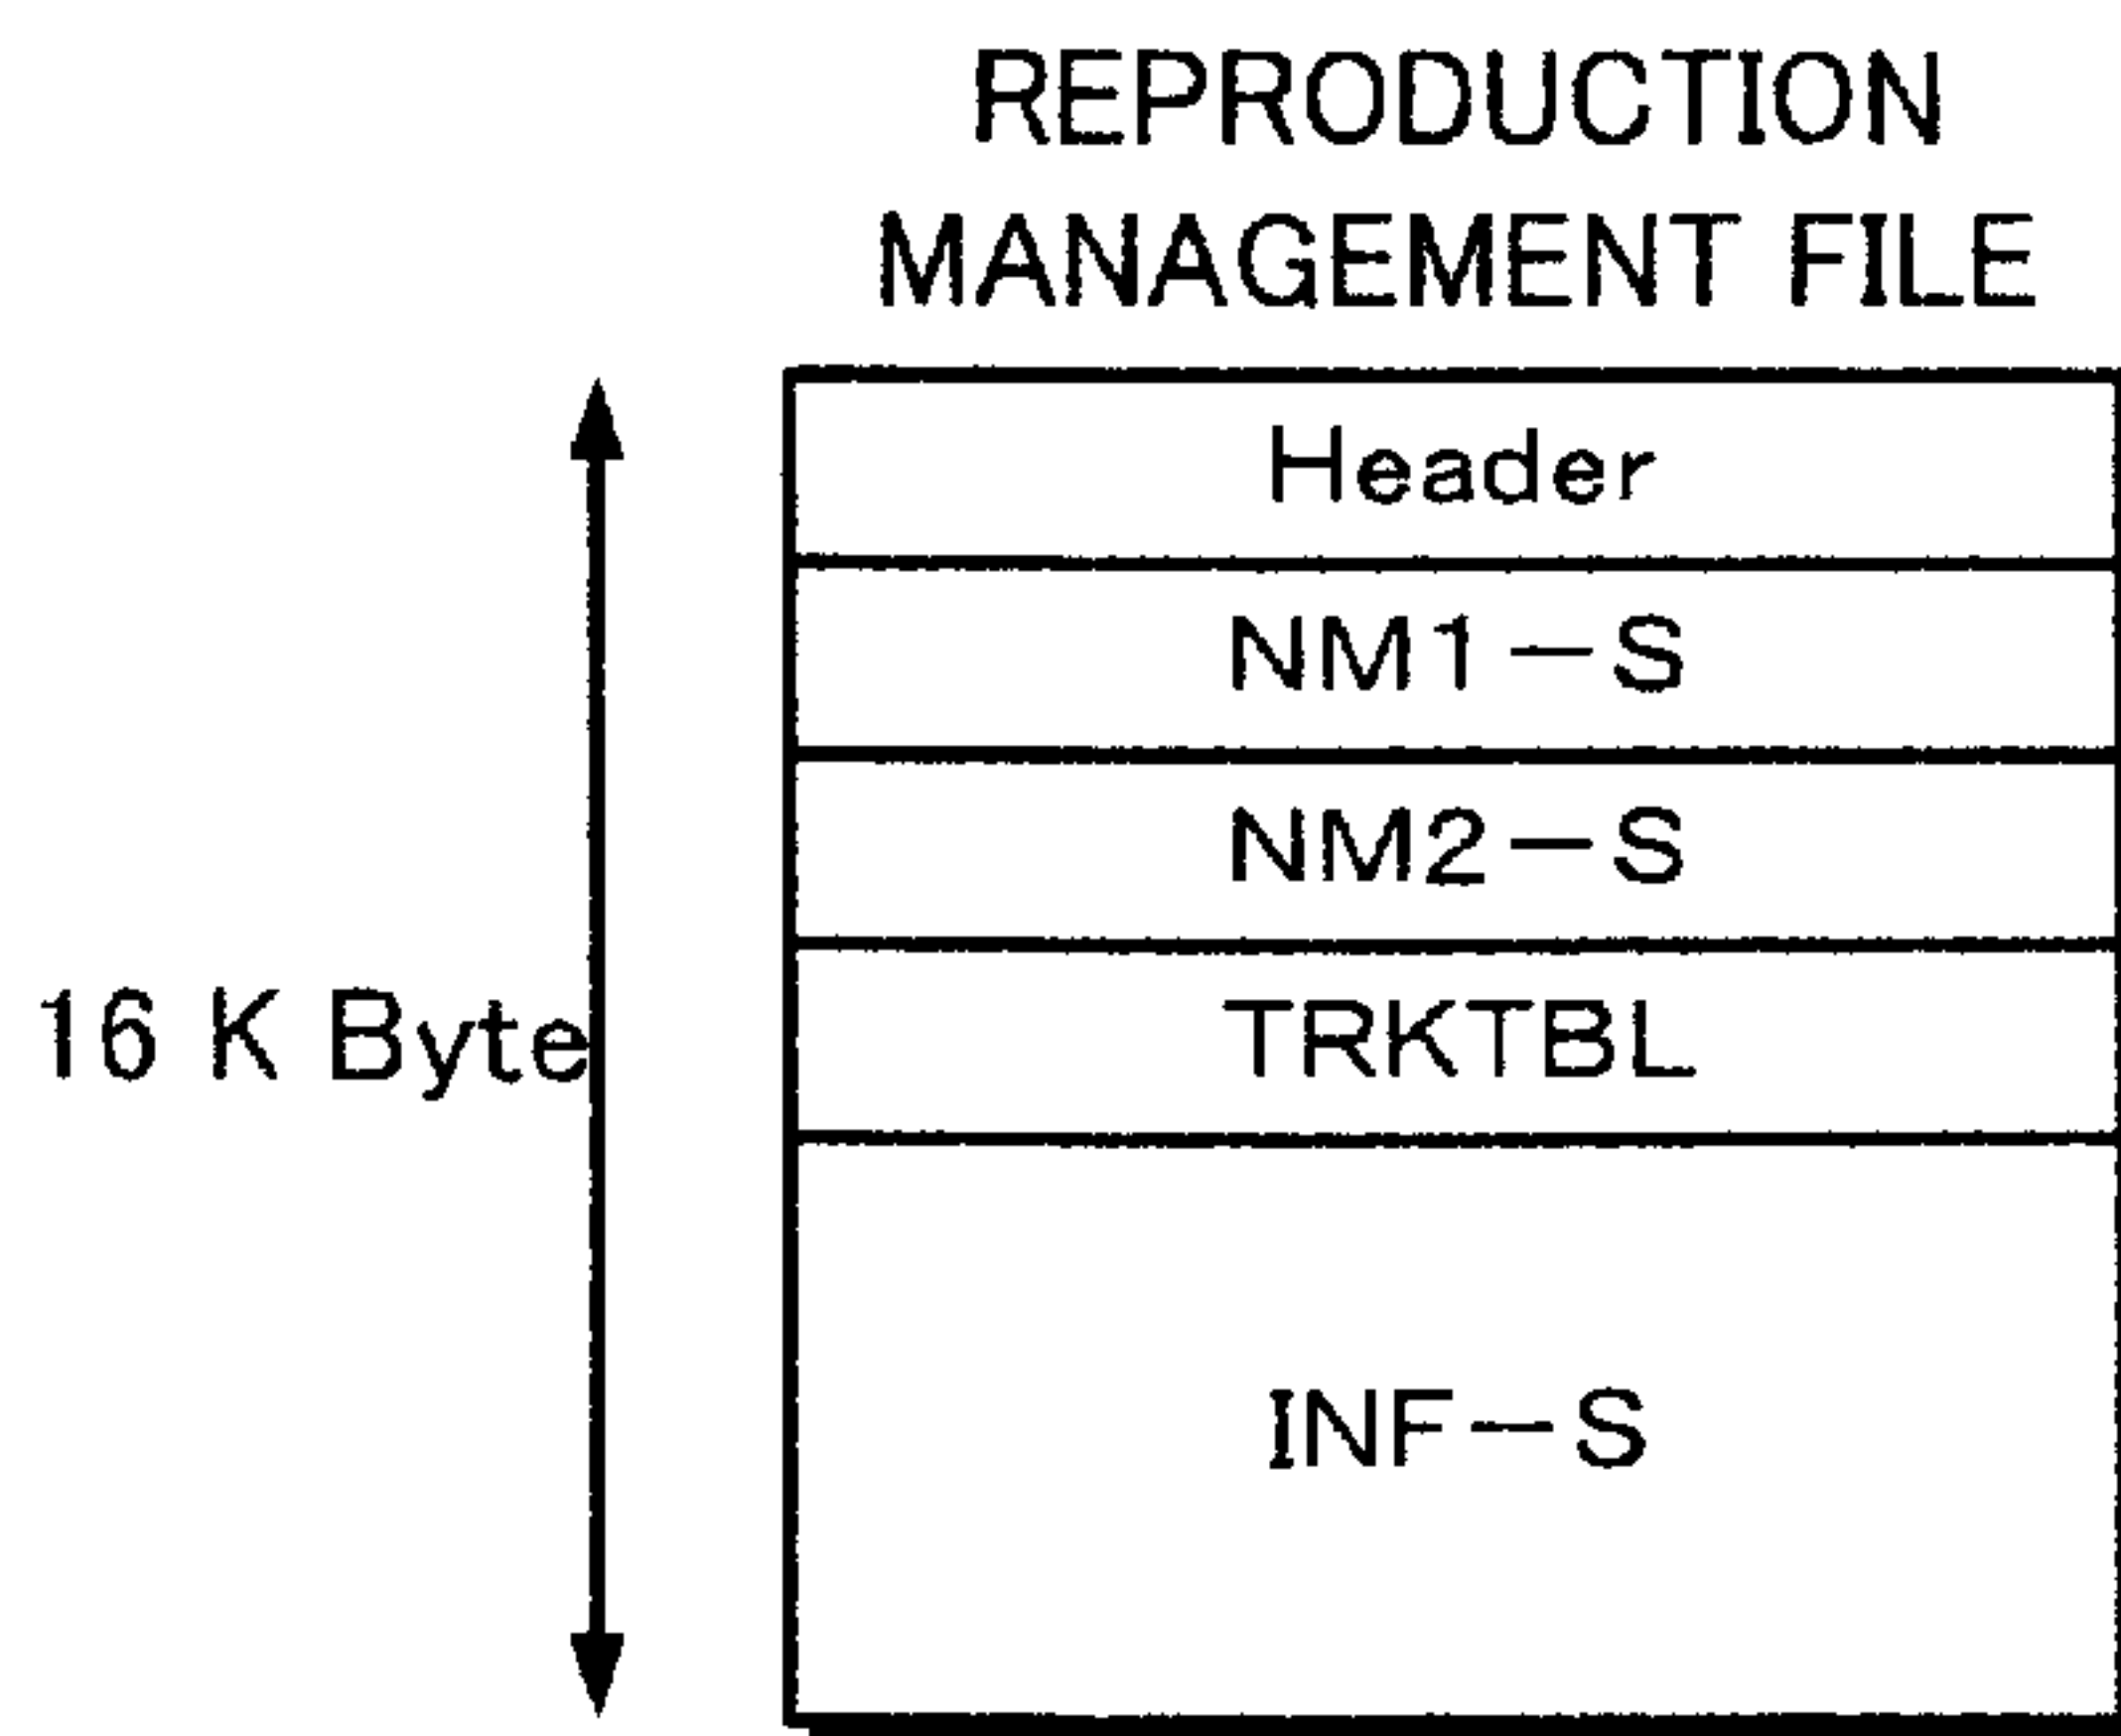 REPRODUCTION
MANAGEMENT FILE
Header
NM1-S
NM2-S
16 K Byte
TRKTBL
INF-S